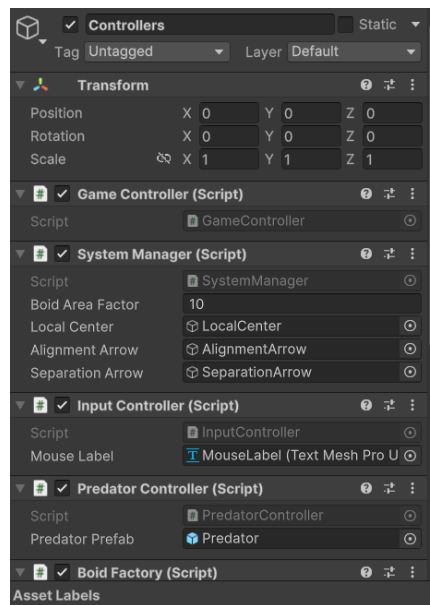 Controllers Static
Tag Untagged Layer Default
Transform
Position X 0 Y 0 Z 0
Rotation X 0 Y 0 Z 0
Scale X 1 Y 1 Z 1
# Game Controller (Script)
Script # GameController
# System Manager (Script)
Script # SystemManager
Boid Area Factor 10
Local Center LocalCenter
Alignment Arrow AlignmentArrow
Separation Arrow SeparationArrow
# Input Controller (Script)
Script # InputController
Mouse Label T MouseLabel (Text Mesh Pro U
# Predator Controller (Script)
Script # PredatorController
Predator Prefab Predator
# Boid Factory (Script)
Asset Labels